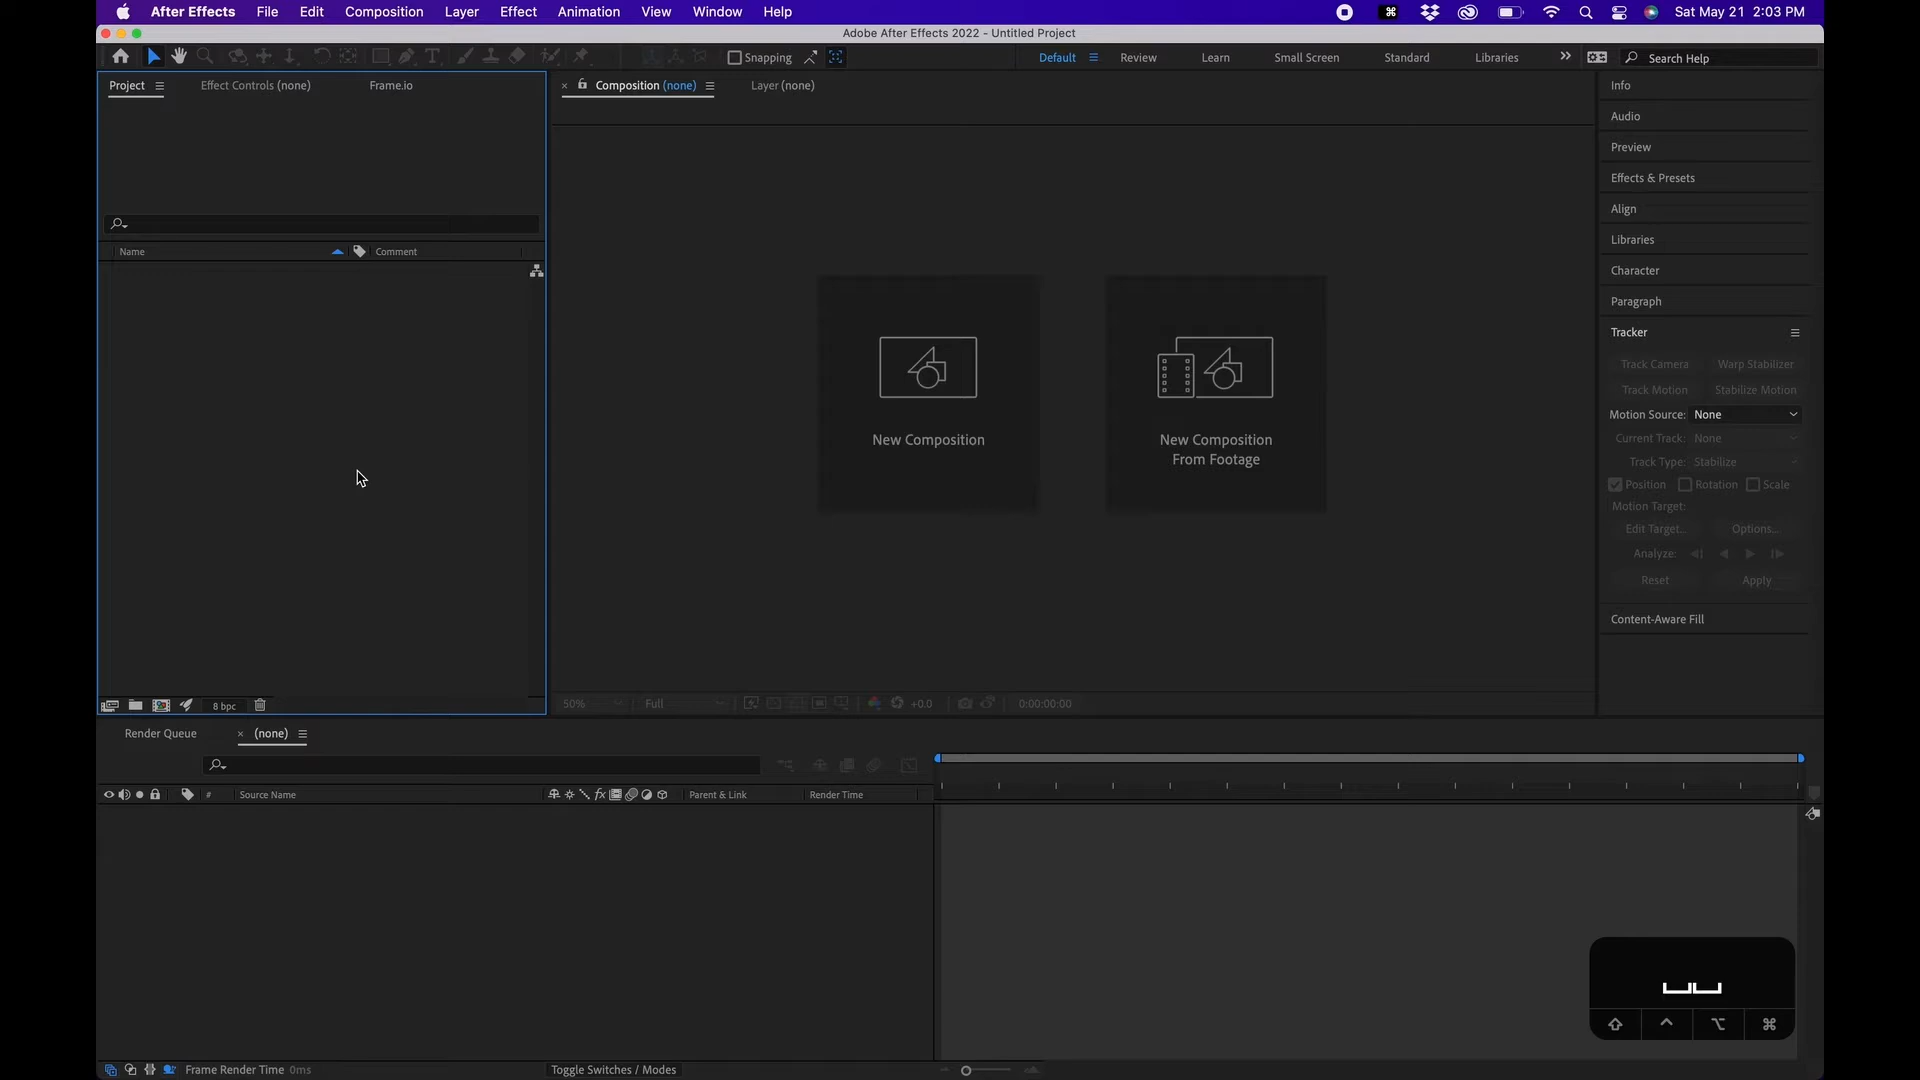 After Effects File Edit Composition Layer Effect Animation View Window Help Sat May 21 2:03 PM
Adobe After Effects 2022 - Untitled Project
Snapping Default Review Learn Small Screen Standard Libraries Search Help
Project Effect Controls (none) Frame.io
Composition (none) Layer (none)
Name Comment
New Composition
New Composition
From Footage
Info
Audio
Preview
Effects & Presets
Align
Libraries
Character
Paragraph
Tracker
Track Camera Warp Stabilizer
Track Motion Stabilize Motion
Motion Source: None
Current Track: None
Track Type: Stabilize
Position Rotation Scale
Motion Target:
Edit Target... Options...
Analyze:
Reset Apply
Content-Aware Fill
8 bpc
50% Full +0.0 0:00:00:00
Render Queue (none)
# Source Name fx Parent & Link Render Time
Frame Render Time 0ms Toggle Switches / Modes